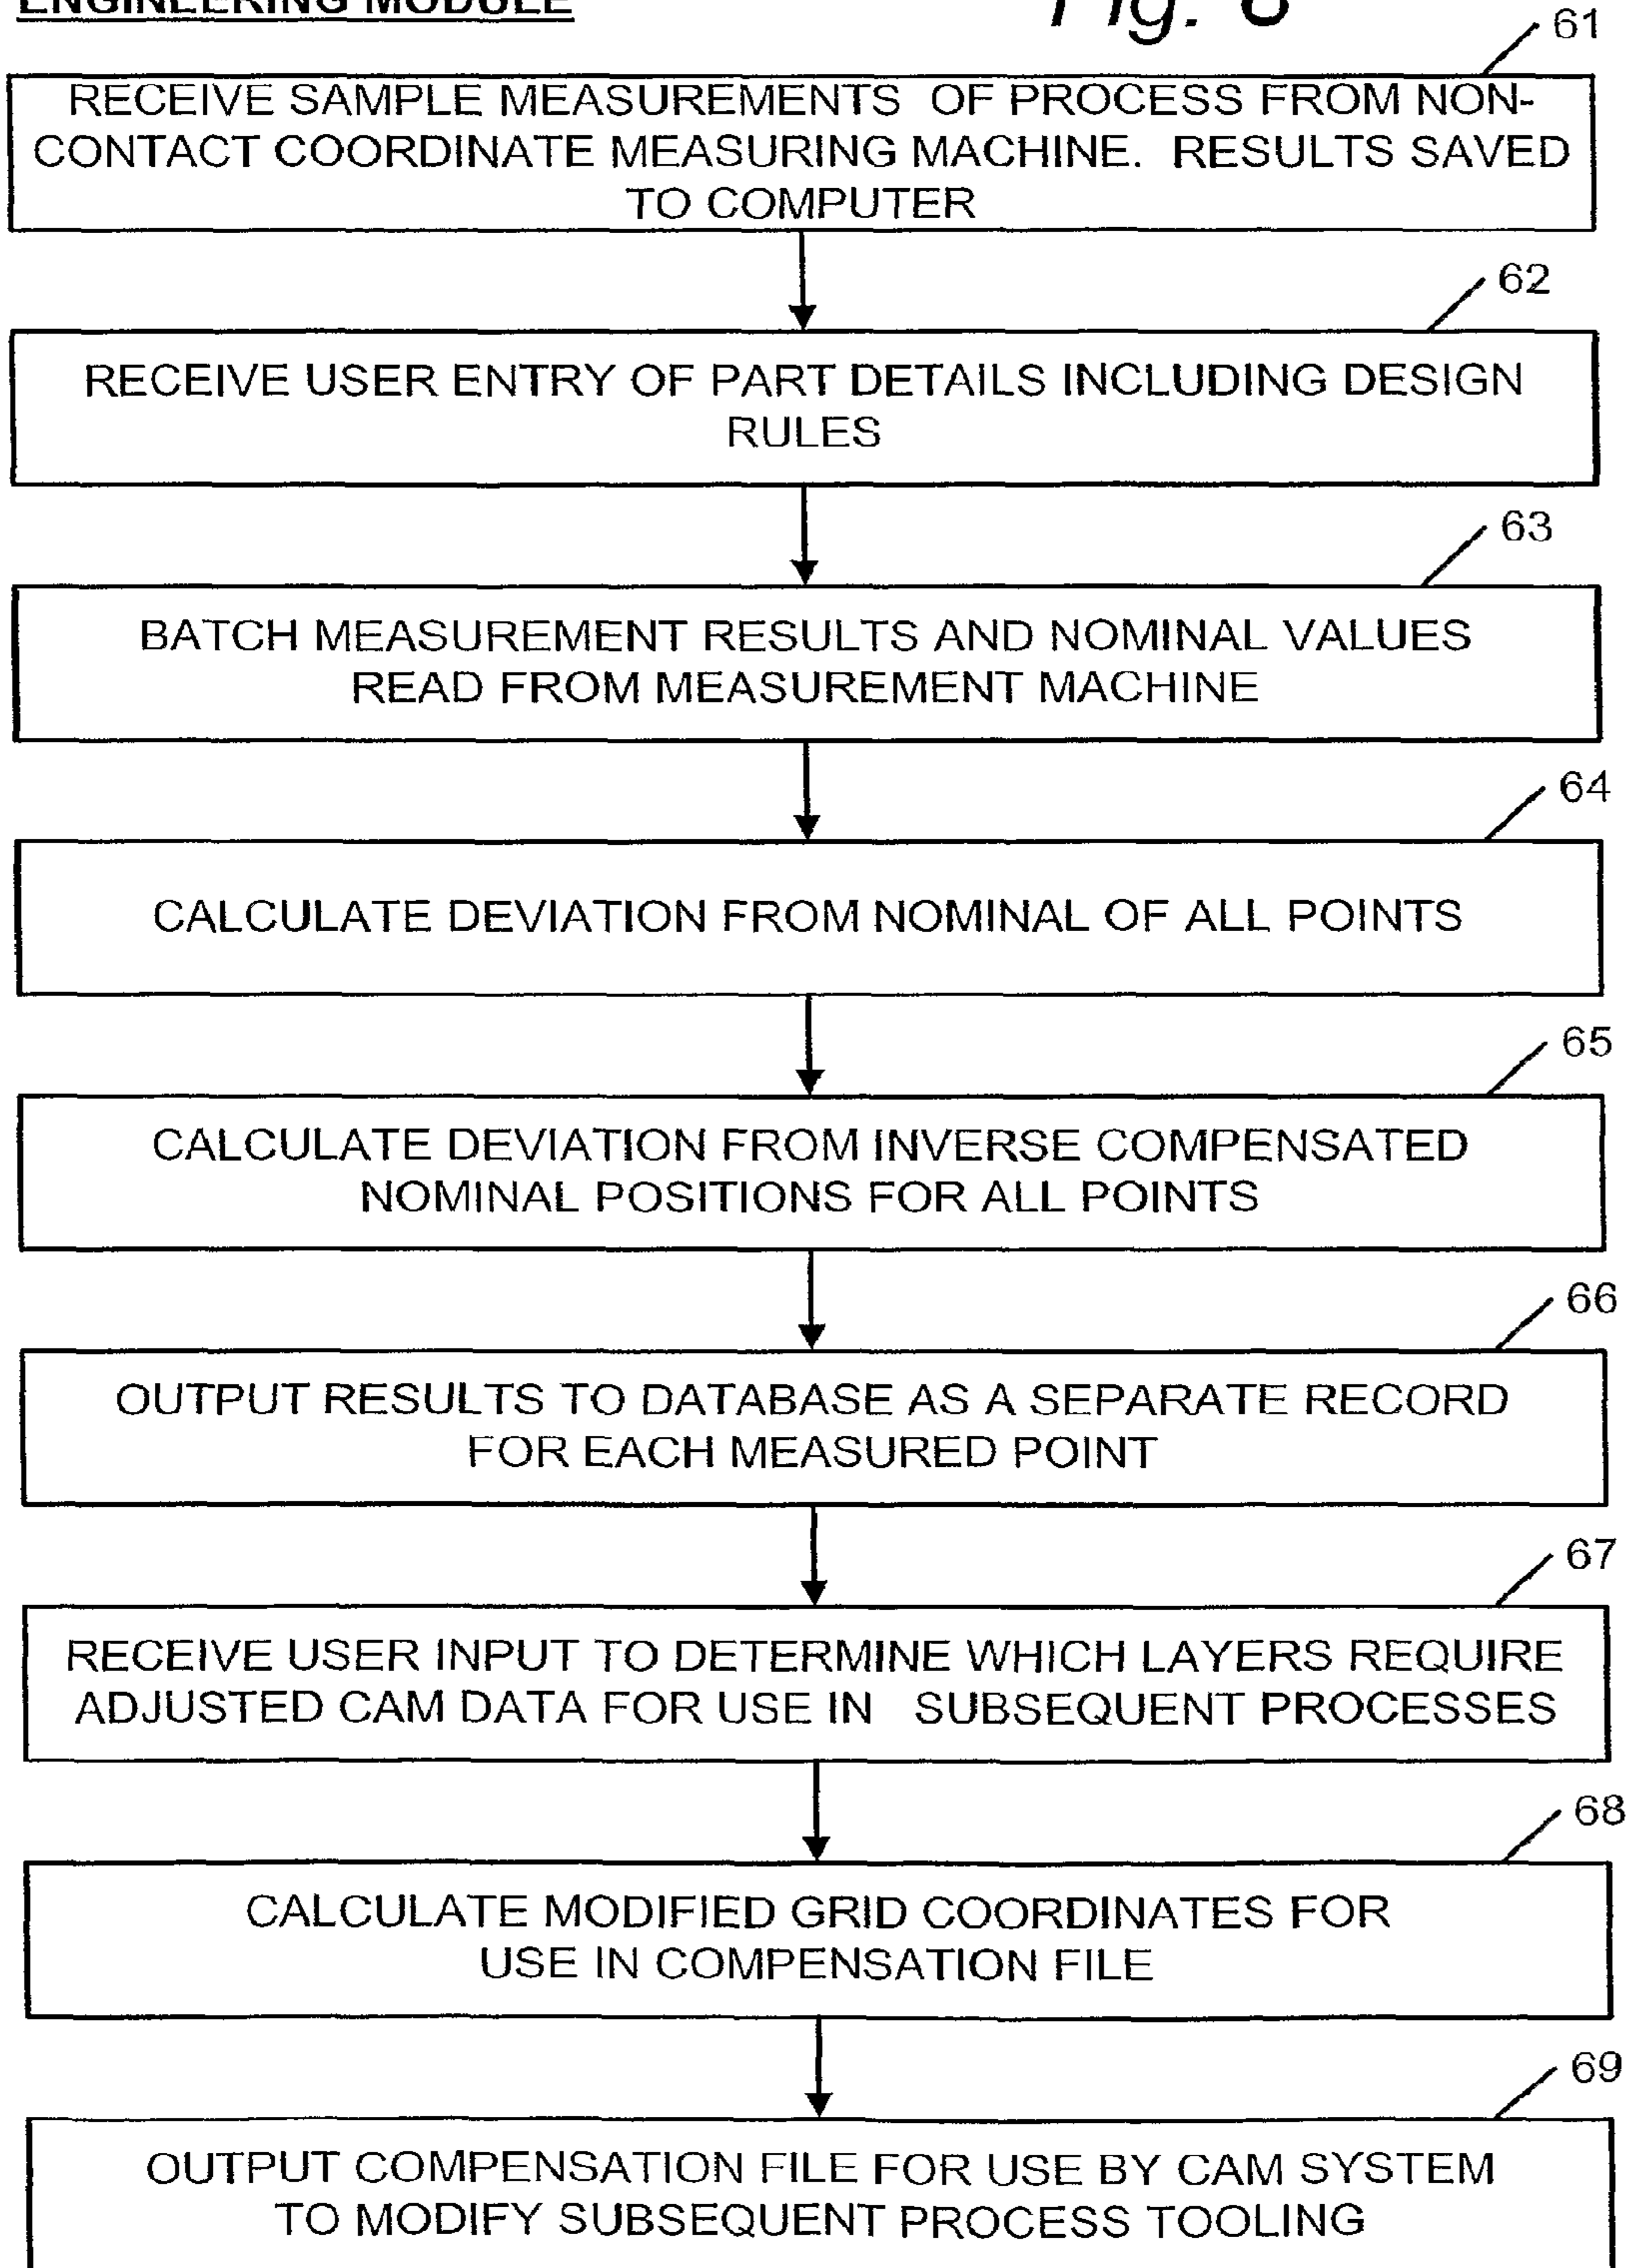 ENGINEERING MODULE
Fig. 6
61
RECEIVE SAMPLE MEASUREMENTS OF PROCESS FROM NON-
CONTACT COORDINATE MEASURING MACHINE. RESULTS SAVED
TO COMPUTER
62
RECEIVE USER ENTRY OF PART DETAILS INCLUDING DESIGN
RULES
63
BATCH MEASUREMENT RESULTS AND NOMINAL VALUES
READ FROM MEASUREMENT MACHINE
64
CALCULATE DEVIATION FROM NOMINAL OF ALL POINTS
65
CALCULATE DEVIATION FROM INVERSE COMPENSATED
NOMINAL POSITIONS FOR ALL POINTS
66
OUTPUT RESULTS TO DATABASE AS A SEPARATE RECORD
FOR EACH MEASURED POINT
67
RECEIVE USER INPUT TO DETERMINE WHICH LAYERS REQUIRE
ADJUSTED CAM DATA FOR USE IN SUBSEQUENT PROCESSES
68
CALCULATE MODIFIED GRID COORDINATES FOR
USE IN COMPENSATION FILE
69
OUTPUT COMPENSATION FILE FOR USE BY CAM SYSTEM
TO MODIFY SUBSEQUENT PROCESS TOOLING